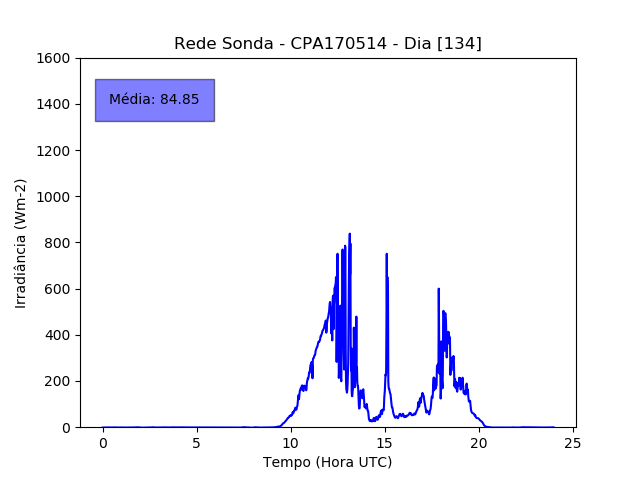 Rede Sonda - CPA170514 - Dia [134]
Irradiância (Wm-2)
1600
1400
1200
1000
800
600
400
200
0
Média: 84.85
0 5 10 15 20 25
Tempo (Hora UTC)